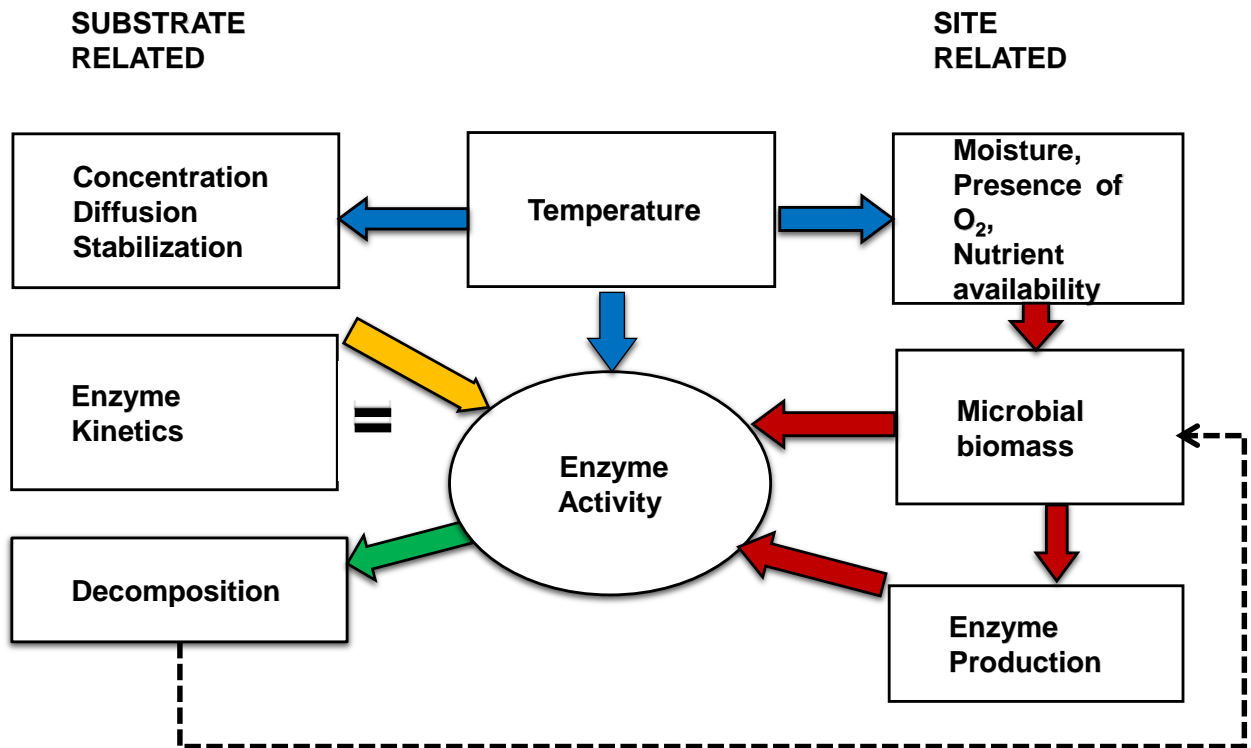 SUBSTRATE
RELATED
SITE
RELATED
Concentration
Diffusion
Stabilization
Temperature
Moisture,
Presence of
O₂,
Nutrient
availability
Enzyme
Kinetics
=
Enzyme
Activity
Microbial
biomass
Decomposition
Enzyme
Production